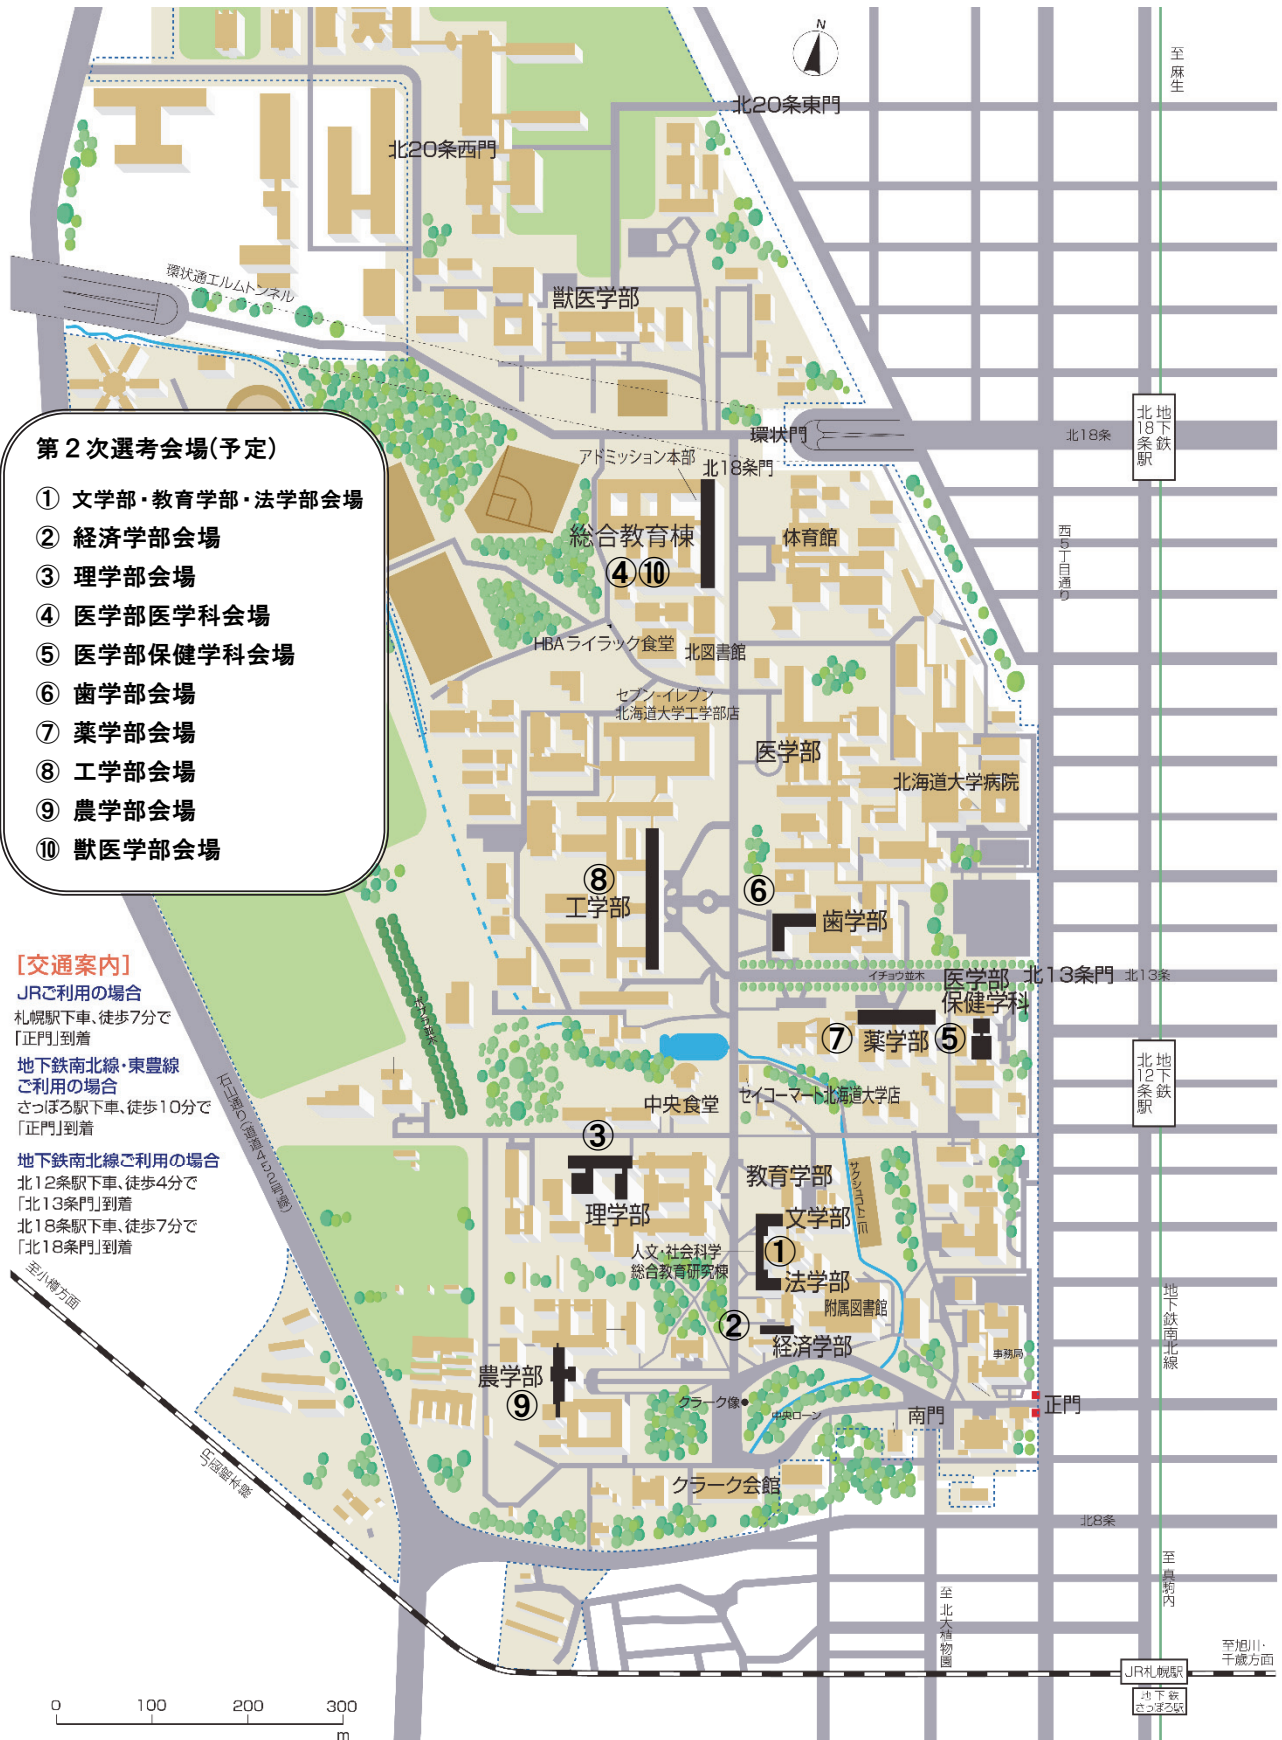 N
至 麻生
北20条東門
北20条西門
環状通エルムトンネル
獣医学部
環状門
北18条
地下鉄
北18条駅
アドミッション本部
北18条門
第2次選考会場(予定)
① 文学部・教育学部・法学部会場
② 経済学部会場
③ 理学部会場
④ 医学部医学科会場
⑤ 医学部保健学科会場
⑥ 歯学部会場
⑦ 薬学部会場
⑧ 工学部会場
⑨ 農学部会場
⑩ 獣医学部会場
総合教育棟
④⑩
体育館
西5丁目通り
HBAライラック食堂
北図書館
セブン-イレブン
北海道大学工学部店
医学部
北海道大学病院
⑧
工学部
⑥
歯学部
イチョウ並木
医学部
保健学科
北13条門
北13条
ポプラ並木
⑦
薬学部
⑤
地下鉄
北12条駅
[交通案内]
JRご利用の場合
札幌駅下車、徒歩7分で
「正門」到着
地下鉄南北線・東豊線
ご利用の場合
さっぽろ駅下車、徒歩10分で
「正門」到着
地下鉄南北線ご利用の場合
北12条駅下車、徒歩4分で
「北13条門」到着
北18条駅下車、徒歩7分で
「北18条門」到着
石山通り(道道452号線)
中央食堂
セイコーマート北海道大学店
③
理学部
教育学部
文学部
サクシュコトニ川
人文・社会科学
総合教育研究棟
①
法学部
附属図書館
②
経済学部
事務局
地下鉄南北線
至小樽方面
農学部
⑨
クラーク像
中央ローン
南門
正門
JR函館本線
クラーク会館
北8条
至 真駒内
至 北大植物園
至旭川・
千歳方面
JR札幌駅
地下鉄
さっぽろ駅
0 100 200 300
m